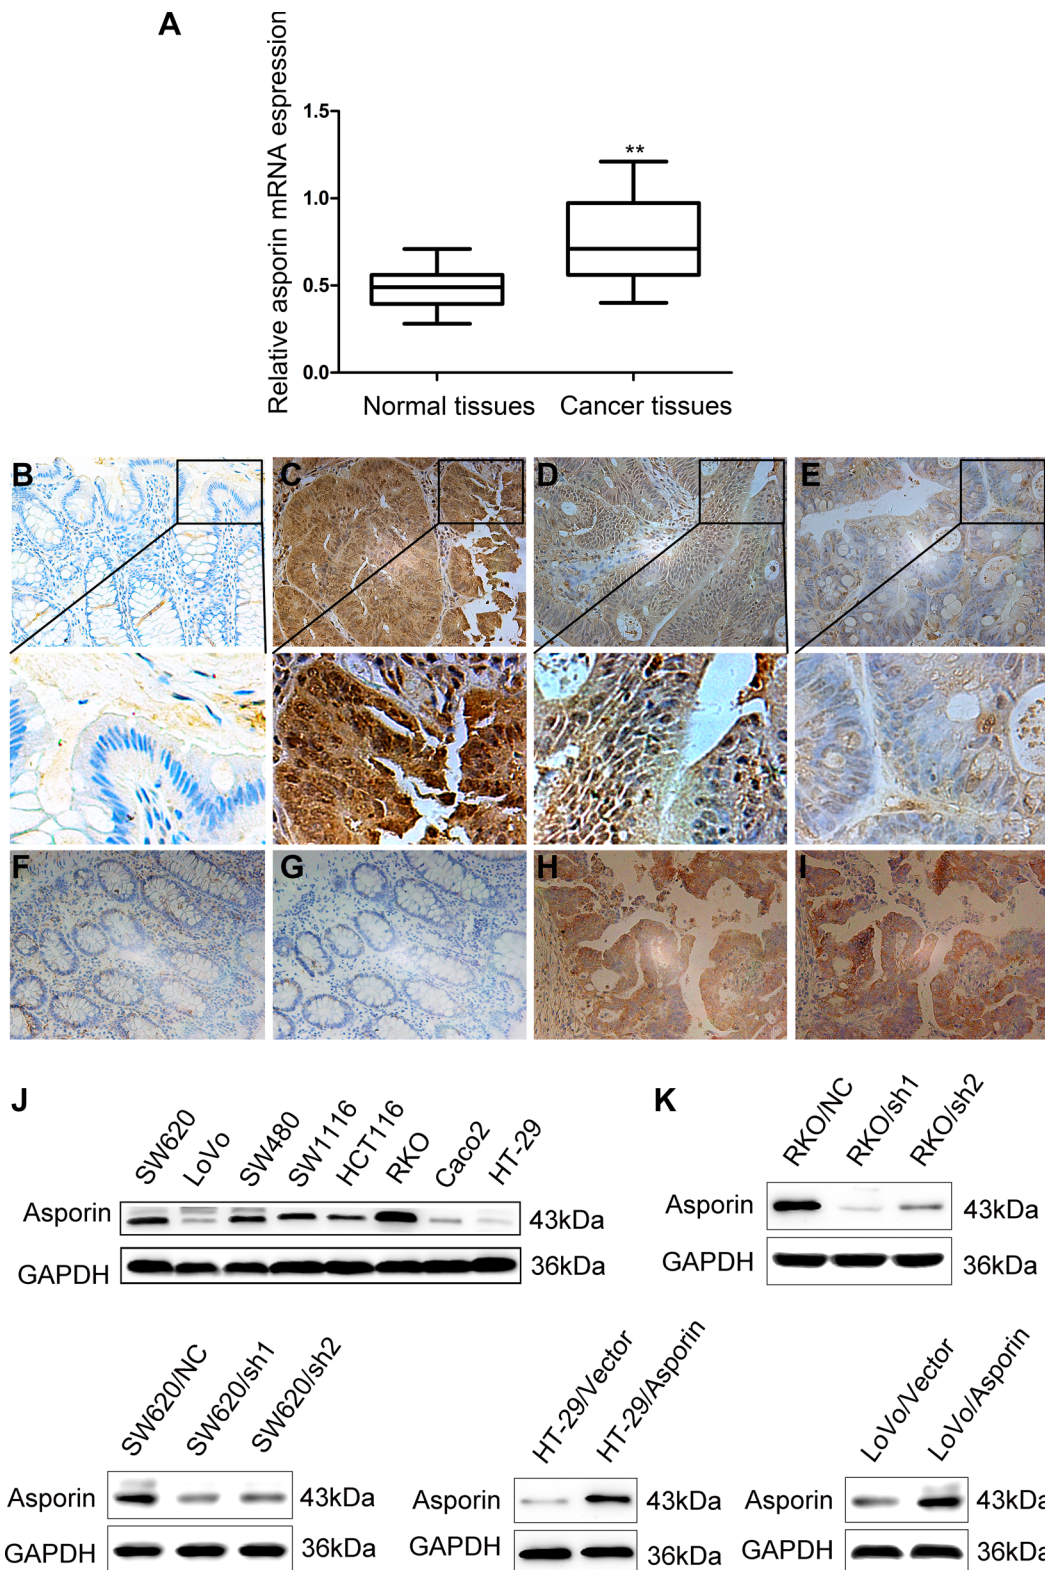 A
Relative asporin mRNA espression
1.5
**
1.0
0.5
0.0
Normal tissues Cancer tissues
B C D E
F G H I
J
SW620 LoVo SW480 SW1116 HCT116 RKO Caco2 HT-29
Asporin 43kDa
GAPDH 36kDa
K
RKO/NC RKO/sh1 RKO/sh2
Asporin 43kDa
GAPDH 36kDa
SW620/NC SW620/sh1 SW620/sh2
Asporin 43kDa
GAPDH 36kDa
HT-29/Vector HT-29/Asporin
Asporin 43kDa
GAPDH 36kDa
LoVo/Vector LoVo/Asporin
Asporin 43kDa
GAPDH 36kDa